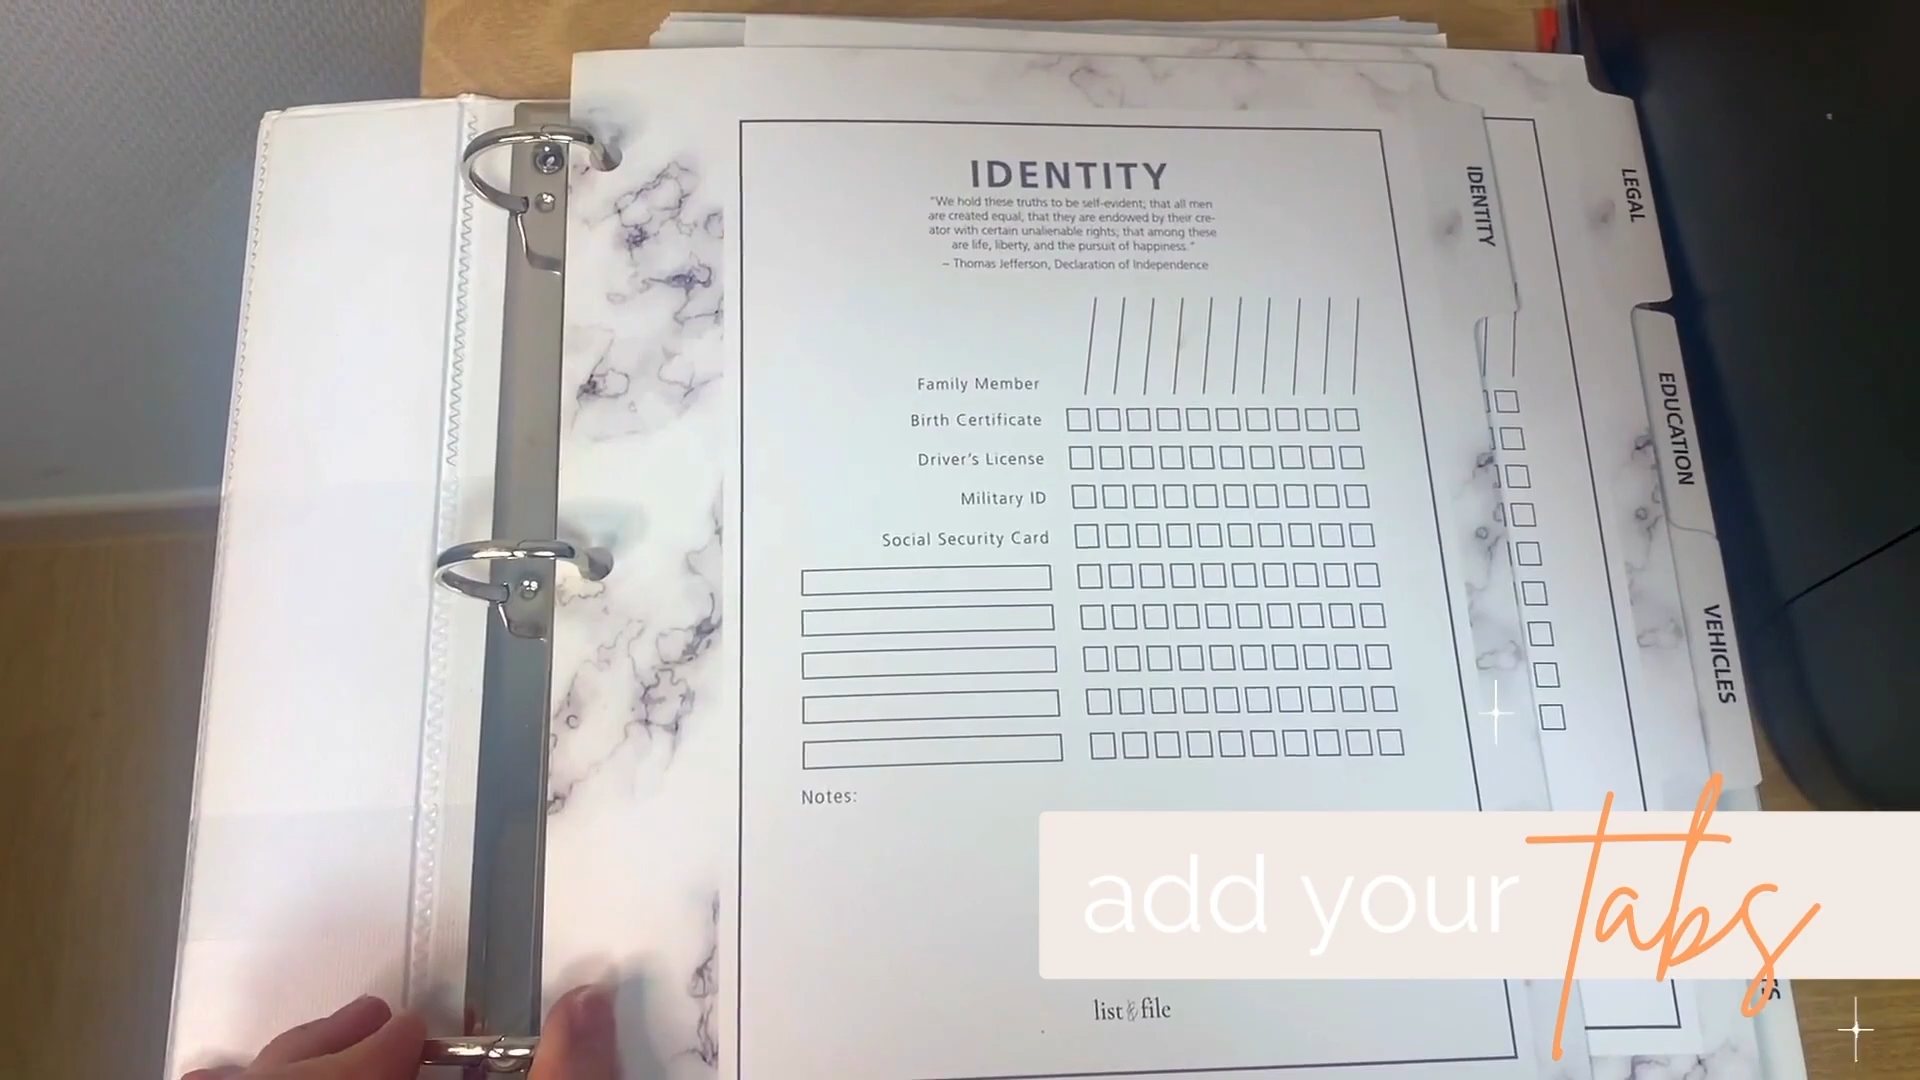 IDENTITY
"We hold these truths to be self-evident; that all men
are created equal, that they are endowed by their cre-
ator with certain unalienable rights; that among these
are life, liberty, and the pursuit of happiness."
– Thomas Jefferson, Declaration of Independence
Family Member
Birth Certificate
Driver's License
Military ID
Social Security Card
Notes:
list & file
IDENTITY
LEGAL
EDUCATION
VEHICLES
add your tabs